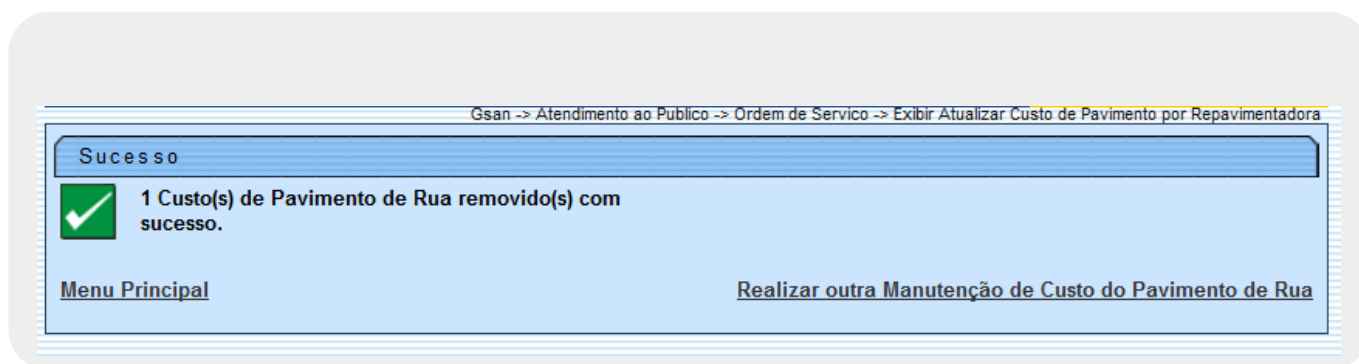 Gsan -> Atendimento ao Publico -> Ordem de Servico -> Exibir Atualizar Custo de Pavimento por Repavimentadora
Sucesso
1 Custo(s) de Pavimento de Rua removido(s) com
sucesso.
Menu Principal
Realizar outra Manutenção de Custo do Pavimento de Rua